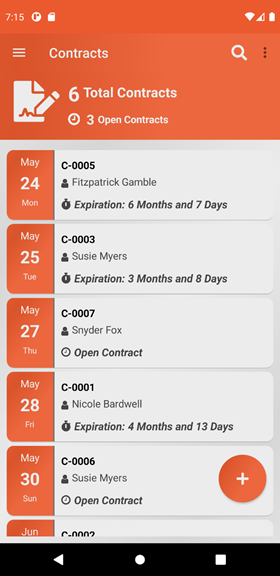 7:15
Contracts
6 Total Contracts
3 Open Contracts
May
24
Mon
C-0005
Fitzpatrick Gamble
Expiration: 6 Months and 7 Days
May
25
Tue
C-0003
Susie Myers
Expiration: 3 Months and 8 Days
May
27
Thu
C-0007
Snyder Fox
Open Contract
May
28
Fri
C-0001
Nicole Bardwell
Expiration: 4 Months and 13 Days
May
30
Sun
C-0006
Susie Myers
Open Contract
Jun
C-0002